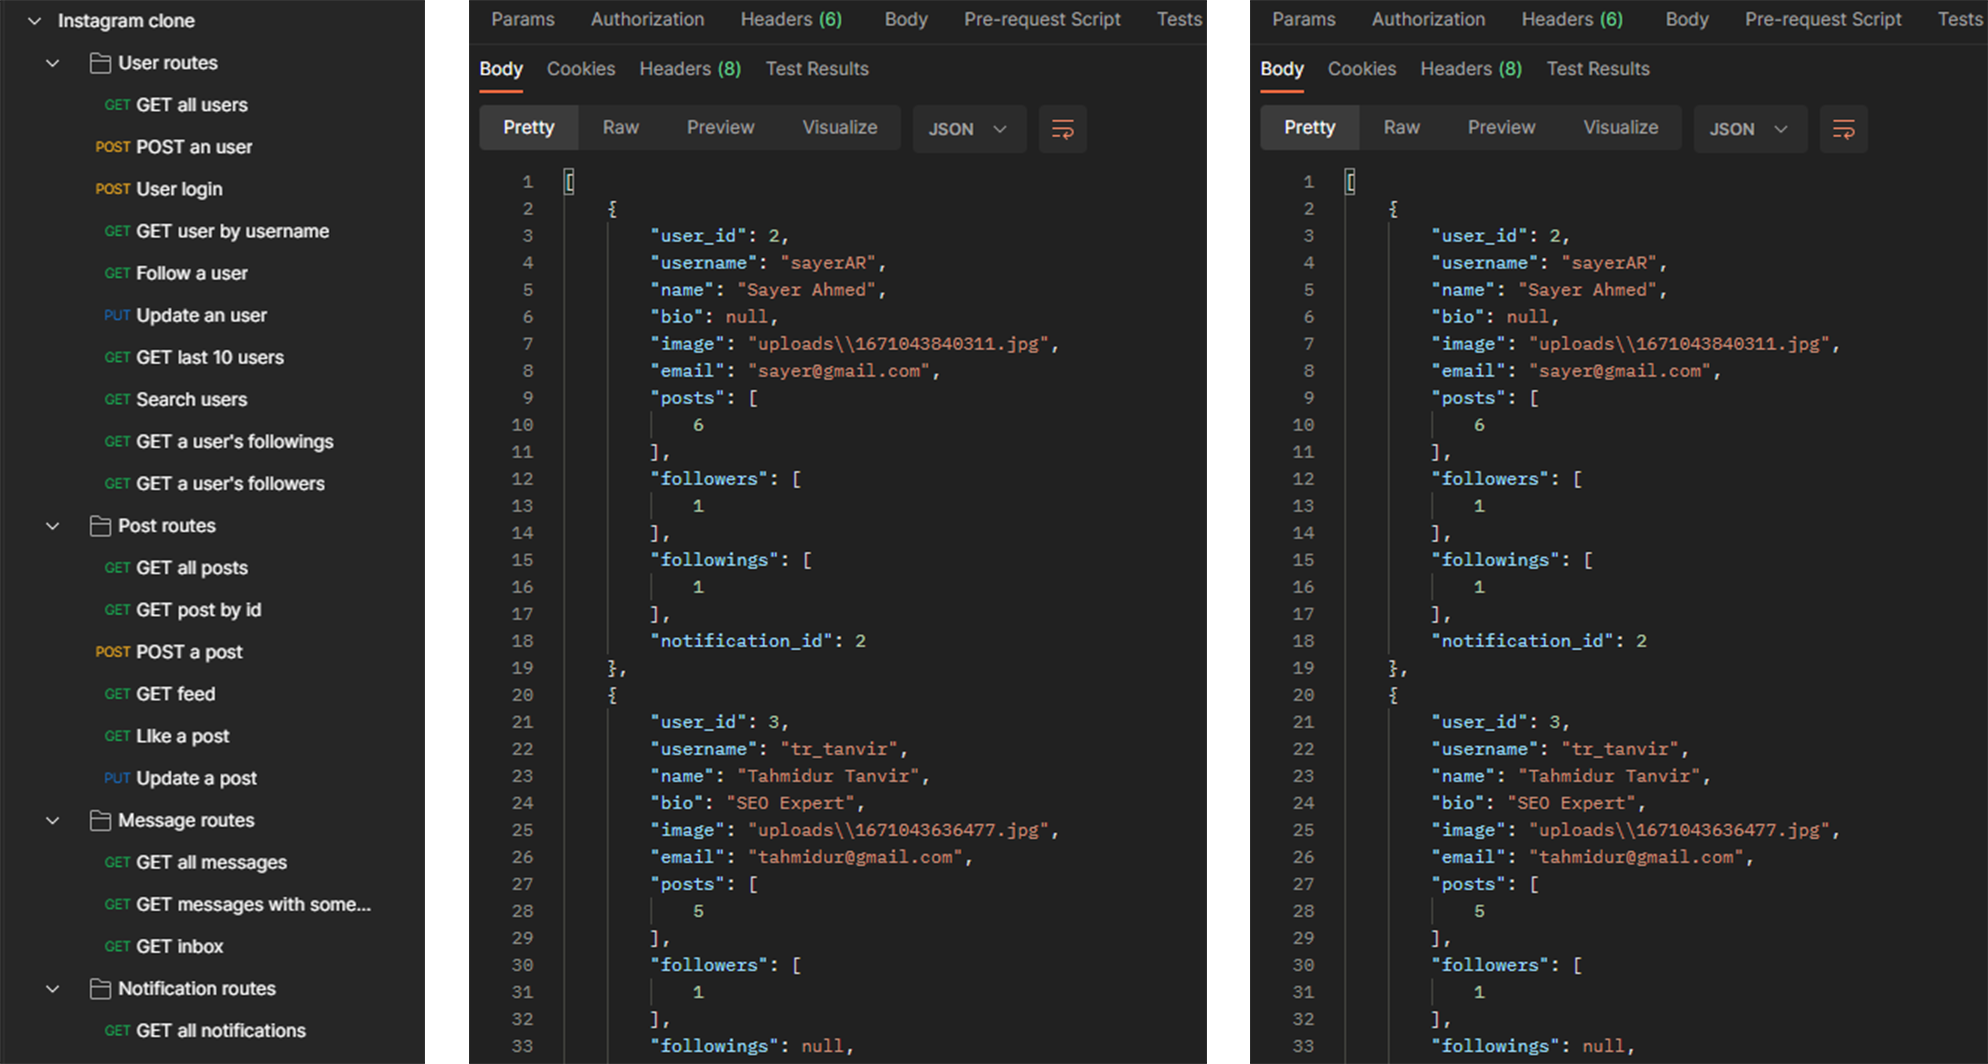 Instagram clone
User routes
GET GET all users
POST POST an user
POST User login
GET GET user by username
GET Follow a user
PUT Update an user
GET GET last 10 users
GET Search users
GET GET a user's followings
GET GET a user's followers
Post routes
GET GET all posts
GET GET post by id
POST POST a post
GET GET feed
GET LIke a post
PUT Update a post
Message routes
GET GET all messages
GET GET messages with some...
GET GET inbox
Notification routes
GET GET all notifications
Params Authorization Headers (6) Body Pre-request Script Tests
Body Cookies Headers (8) Test Results
Pretty Raw Preview Visualize JSON
1 [
2 {
3 "user_id": 2,
4 "username": "sayerAR",
5 "name": "Sayer Ahmed",
6 "bio": null,
7 "image": "uploads\\1671043840311.jpg",
8 "email": "sayer@gmail.com",
9 "posts": [
10 6
11 ],
12 "followers": [
13 1
14 ],
15 "followings": [
16 1
17 ],
18 "notification_id": 2
19 },
20 {
21 "user_id": 3,
22 "username": "tr_tanvir",
23 "name": "Tahmidur Tanvir",
24 "bio": "SEO Expert",
25 "image": "uploads\\1671043636477.jpg",
26 "email": "tahmidur@gmail.com",
27 "posts": [
28 5
29 ],
30 "followers": [
31 1
32 ],
33 "followings": null,
Params Authorization Headers (6) Body Pre-request Script Tests
Body Cookies Headers (8) Test Results
Pretty Raw Preview Visualize JSON
1 [
2 {
3 "user_id": 2,
4 "username": "sayerAR",
5 "name": "Sayer Ahmed",
6 "bio": null,
7 "image": "uploads\\1671043840311.jpg",
8 "email": "sayer@gmail.com",
9 "posts": [
10 6
11 ],
12 "followers": [
13 1
14 ],
15 "followings": [
16 1
17 ],
18 "notification_id": 2
19 },
20 {
21 "user_id": 3,
22 "username": "tr_tanvir",
23 "name": "Tahmidur Tanvir",
24 "bio": "SEO Expert",
25 "image": "uploads\\1671043636477.jpg",
26 "email": "tahmidur@gmail.com",
27 "posts": [
28 5
29 ],
30 "followers": [
31 1
32 ],
33 "followings": null,